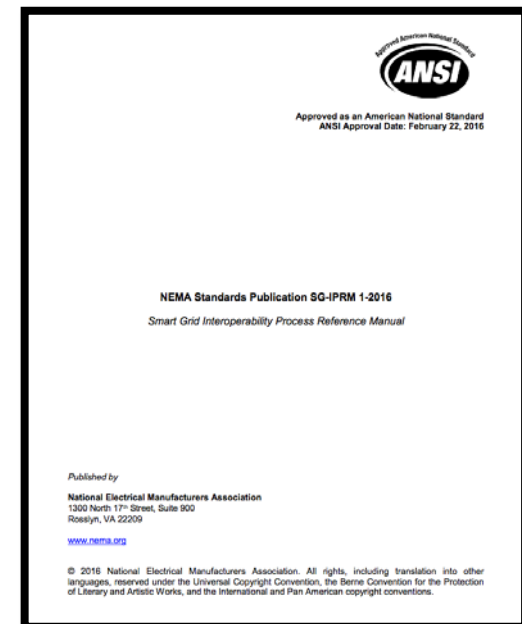 Approved American National Standard
ANSI
Approved as an American National Standard
ANSI Approval Date: February 22, 2016
NEMA Standards Publication SG-IPRM 1-2016
Smart Grid Interoperability Process Reference Manual
Published by
National Electrical Manufacturers Association
1300 North 17th Street, Suite 900
Rosslyn, VA 22209
www.nema.org
© 2016 National Electrical Manufacturers Association. All rights, including translation into other
languages, reserved under the Universal Copyright Convention, the Berne Convention for the Protection
of Literary and Artistic Works, and the International and Pan American copyright conventions.